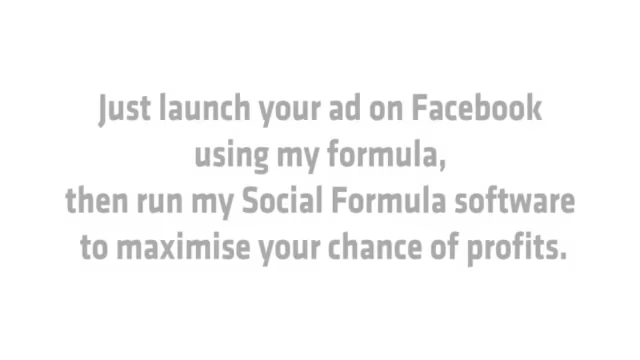 Just launch your ad on Facebook
using my formula,
then run my Social Formula software
to maximise your chance of profits.